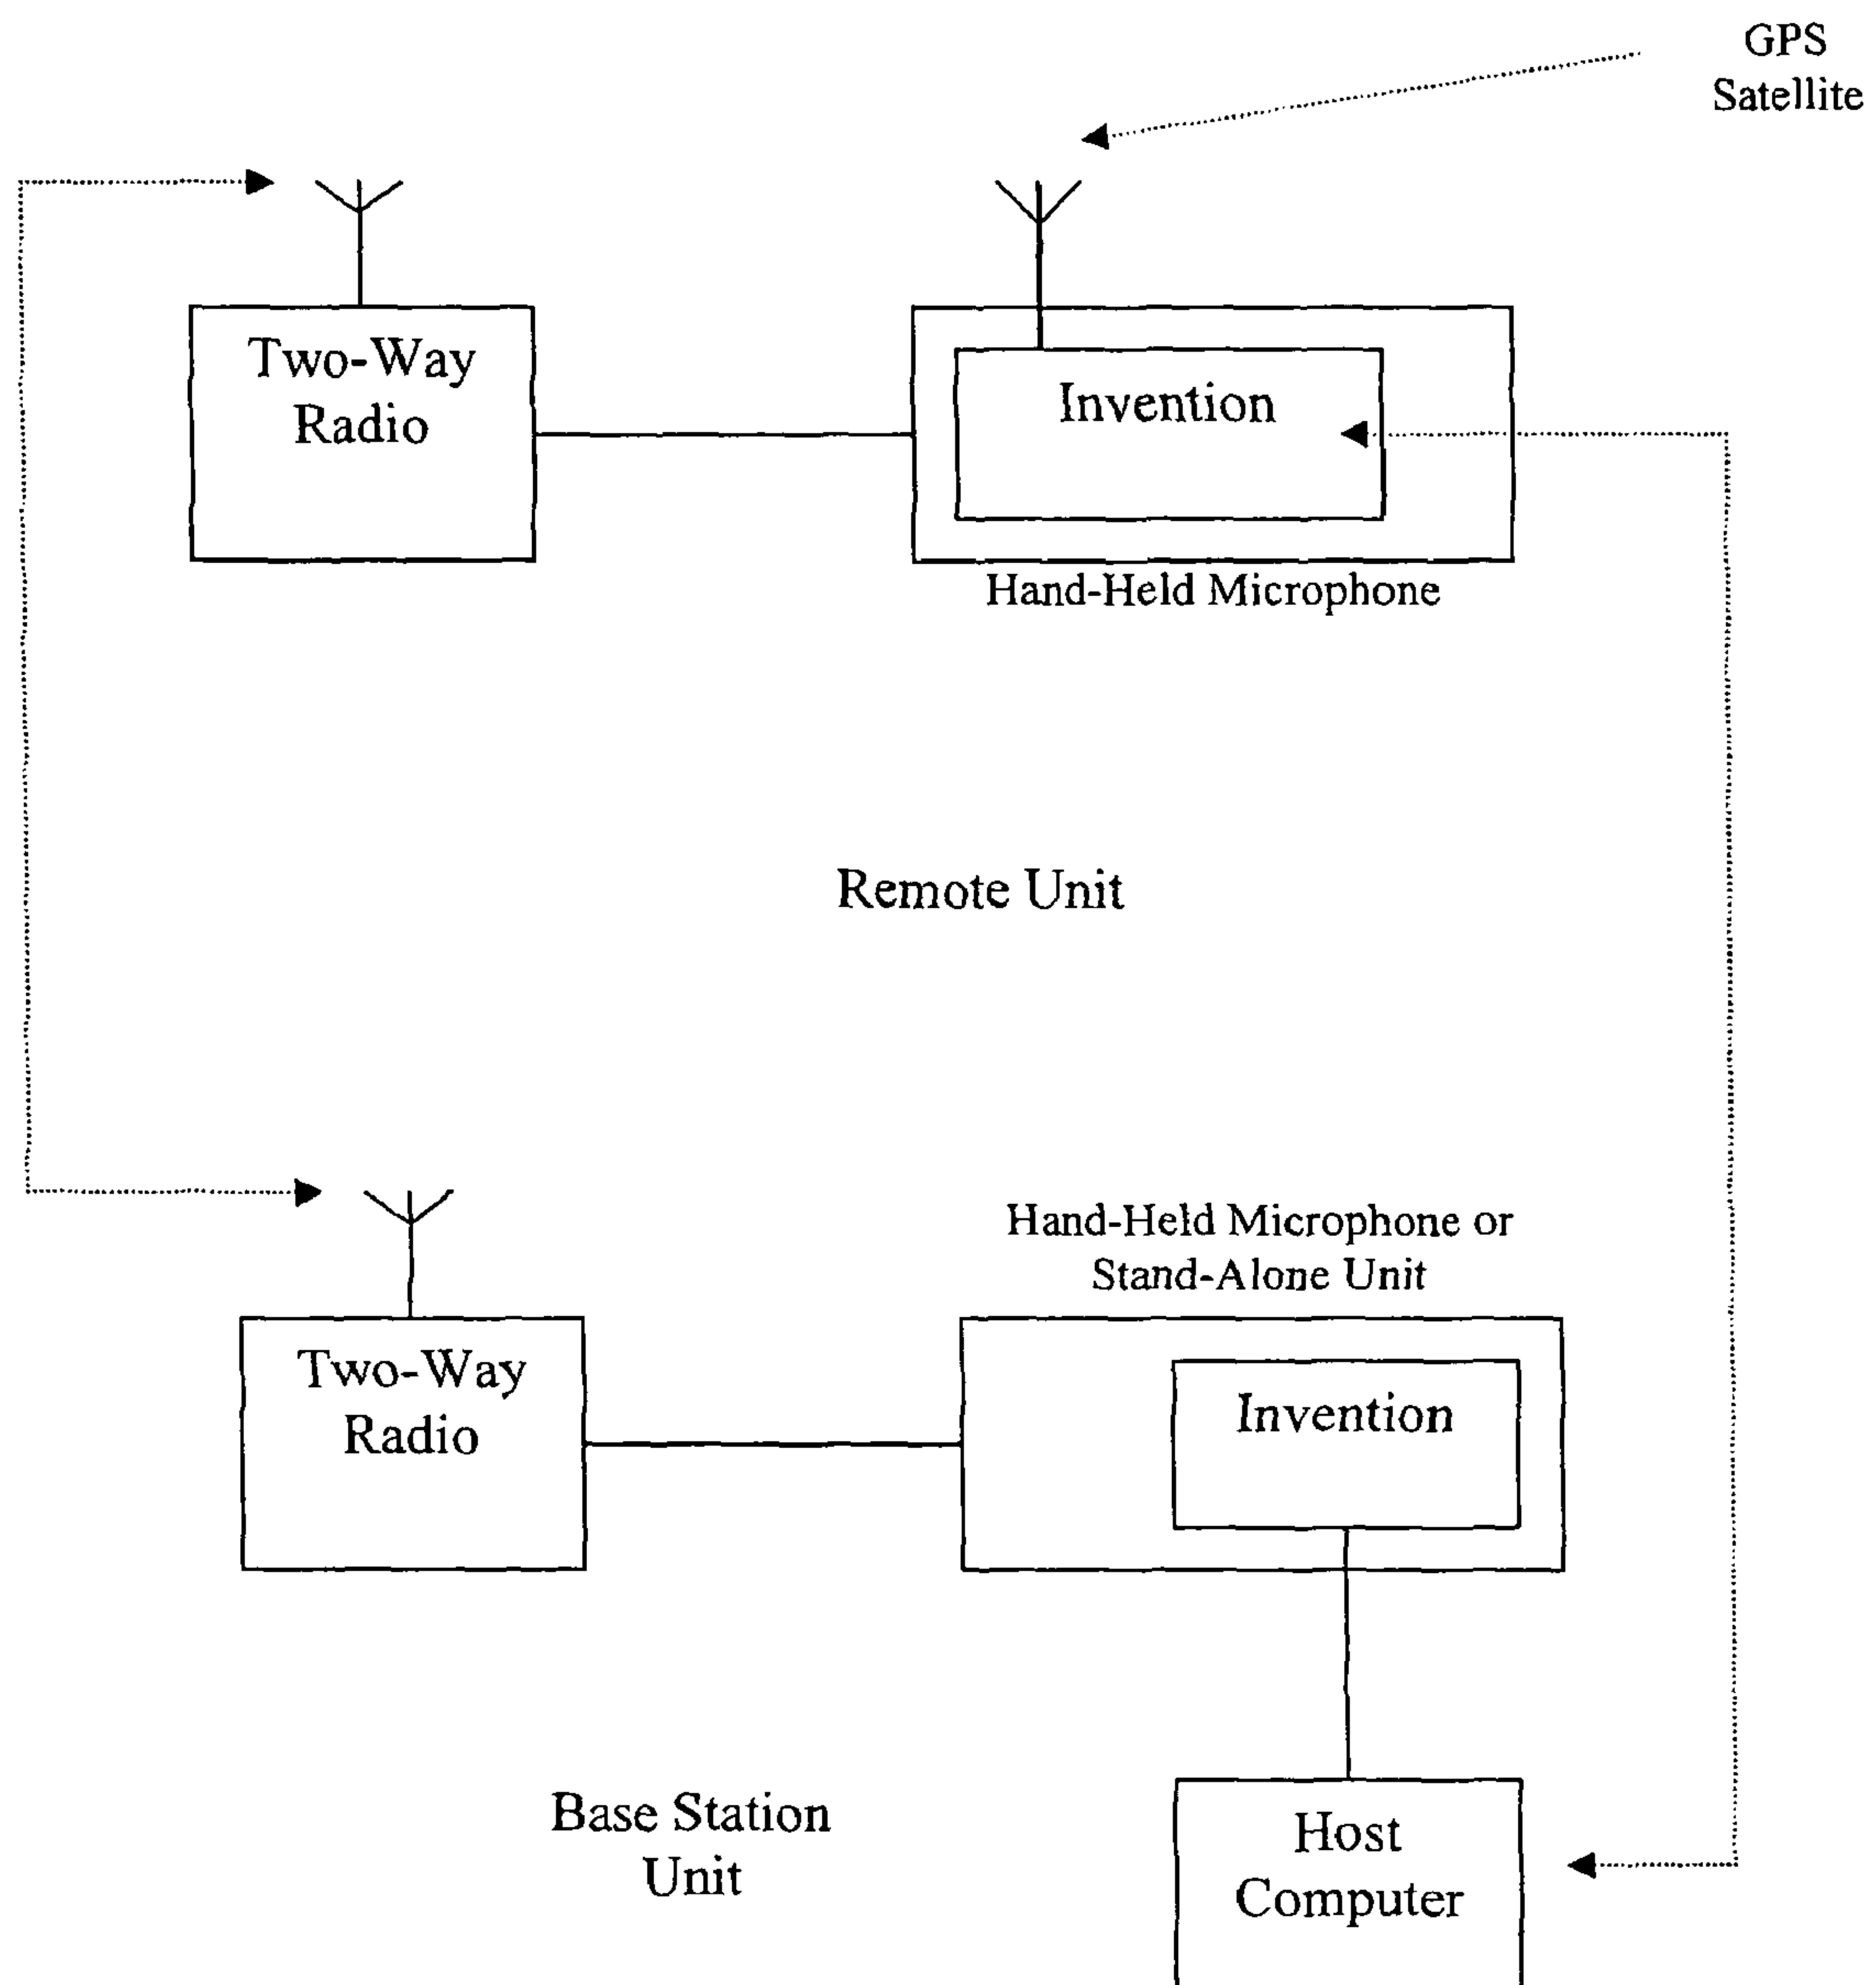 GPS
Satellite
Two-Way
Radio
Invention
Hand-Held Microphone
Remote Unit
Hand-Held Microphone or
Stand-Alone Unit
Two-Way
Radio
Invention
Base Station
Unit
Host
Computer